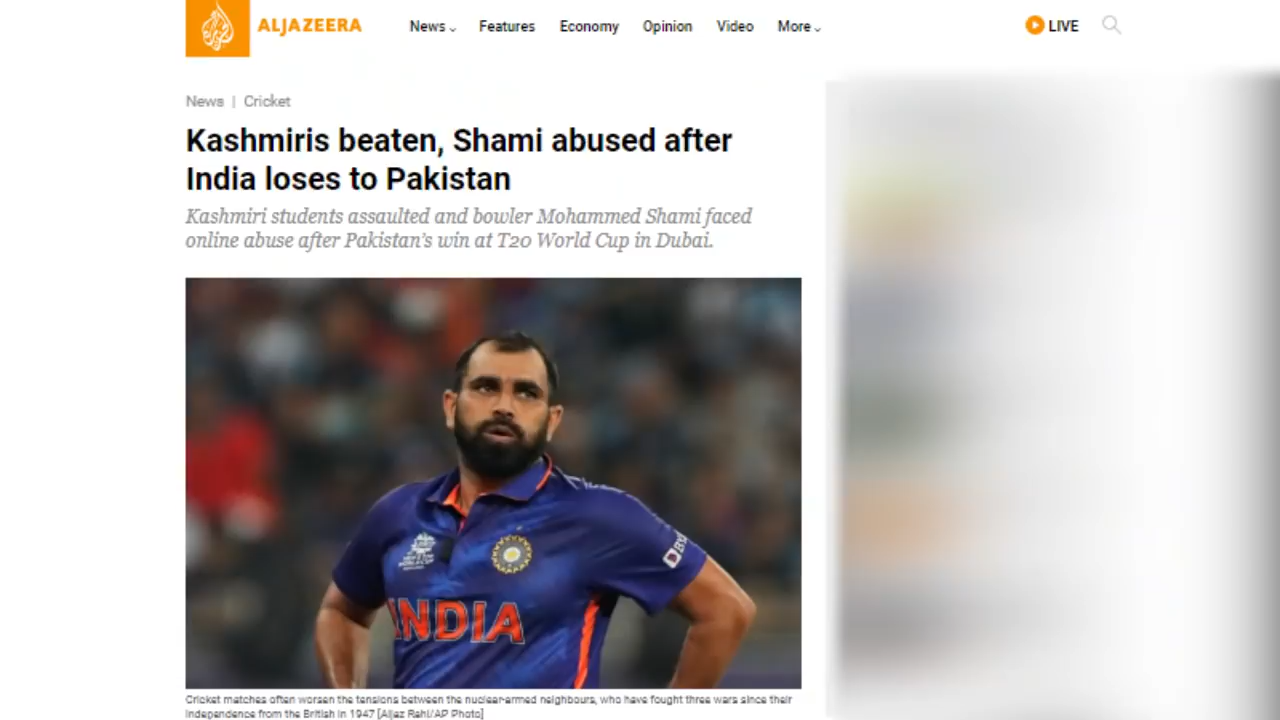 ALJAZEERA
News Features Economy Opinion Video More LIVE
News | Cricket
Kashmiris beaten, Shami abused after
India loses to Pakistan
Kashmiri students assaulted and bowler Mohammed Shami faced
online abuse after Pakistan's win at T20 World Cup in Dubai.
INDIA
Cricket matches often worsen the tensions between the nuclear-armed neighbours, who have fought three wars since their
independence from the British in 1947 [Aijaz Rahi/AP Photo]